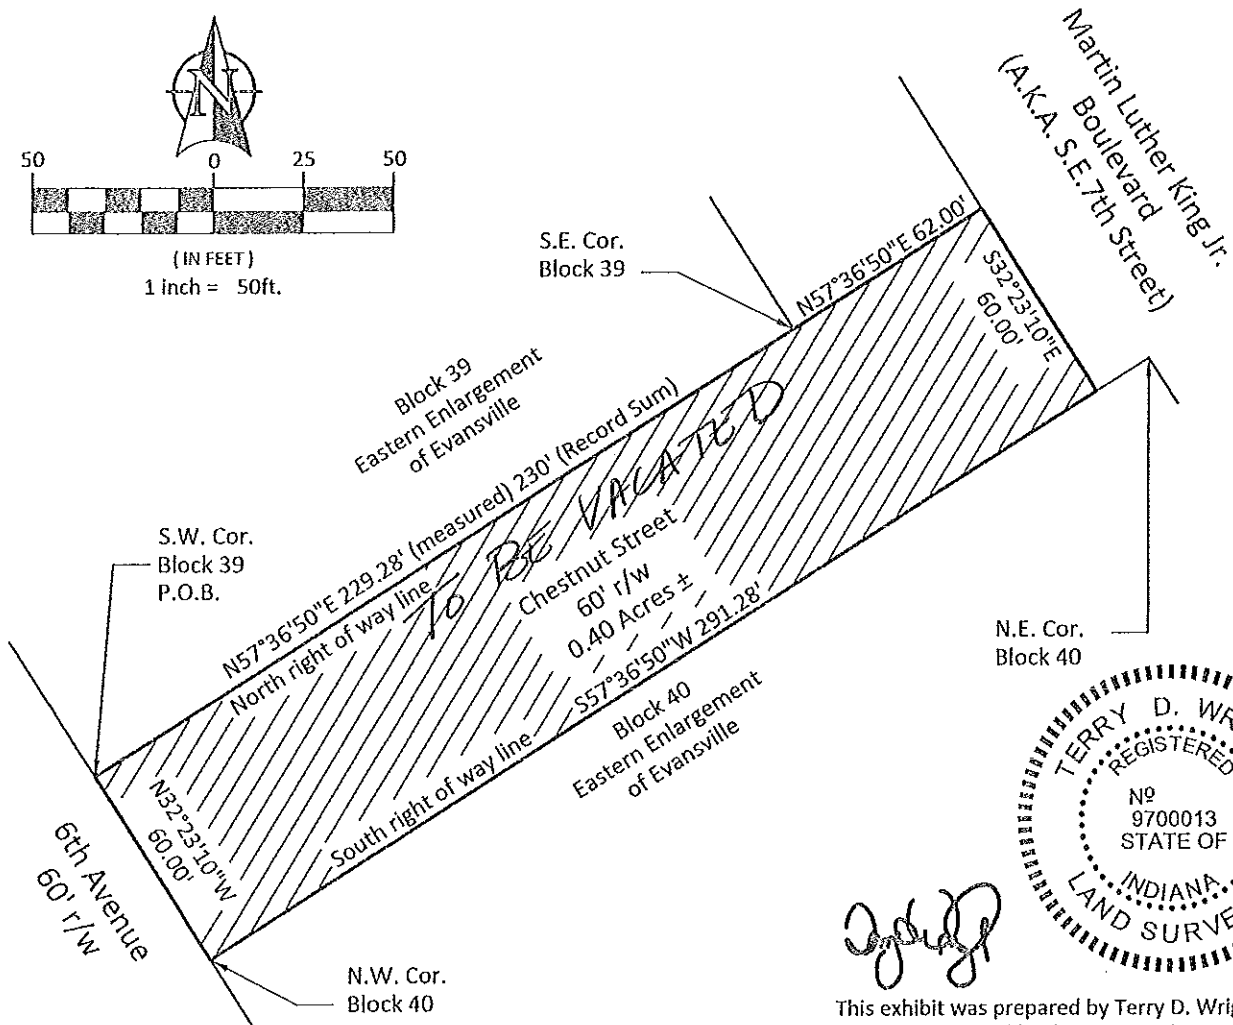 N
50 0 25 50
(IN FEET)
1 inch = 50ft.
Martin Luther King Jr.
Boulevard
(A.K.A. S.E.7th Street)
S.E. Cor.
Block 39
N57°36'50"E 62.00'
S32°23'10"E
60.00'
Block 39
Eastern Enlargement
of Evansville
N57°36'50"E 229.28' (measured) 230' (Record Sum)
North right of way line
TO BE VACATED
Chestnut Street
60' r/w
0.40 Acres ±
S.W. Cor.
Block 39
P.O.B.
S57°36'50"W 291.28'
South right of way line
Block 40
Eastern Enlargement
of Evansville
N.E. Cor.
Block 40
N32°23'10"W
60.00'
6th Avenue
60' r/w
N.W. Cor.
Block 40
TERRY D. WR
REGISTERED
Nº
9700013
STATE OF
INDIANA
LAND SURVE
This exhibit was prepared by Terry D. Wrig